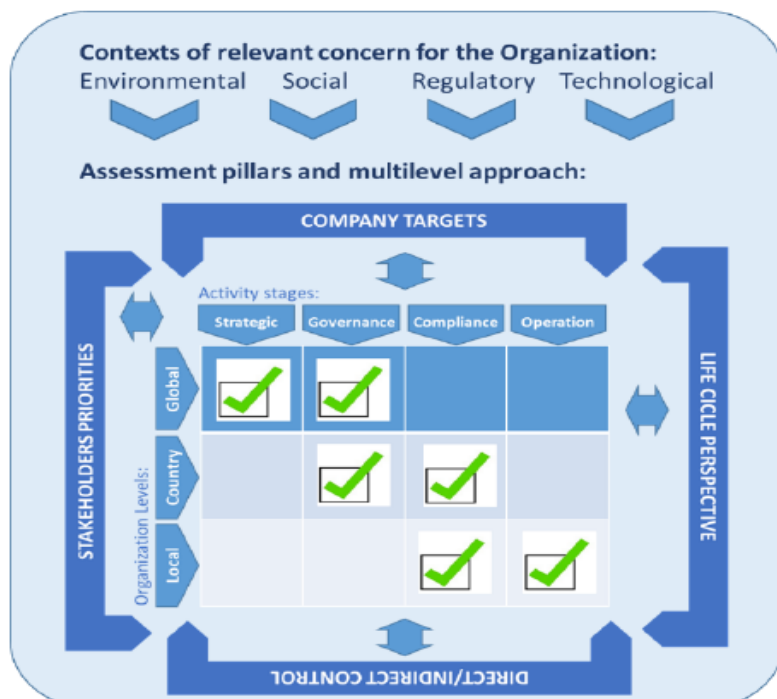 Contexts of relevant concern for the Organization:
Environmental Social Regulatory Technological
Assessment pillars and multilevel approach:
COMPANY TARGETS
Activity stages:
Strategic Governance Compliance Operation
STAKEHOLDERS PRIORITIES
Organization Levels:
Global
Country
Local
LIFE CICLE PERSPECTIVE
DIRECT/INDIRECT CONTROL